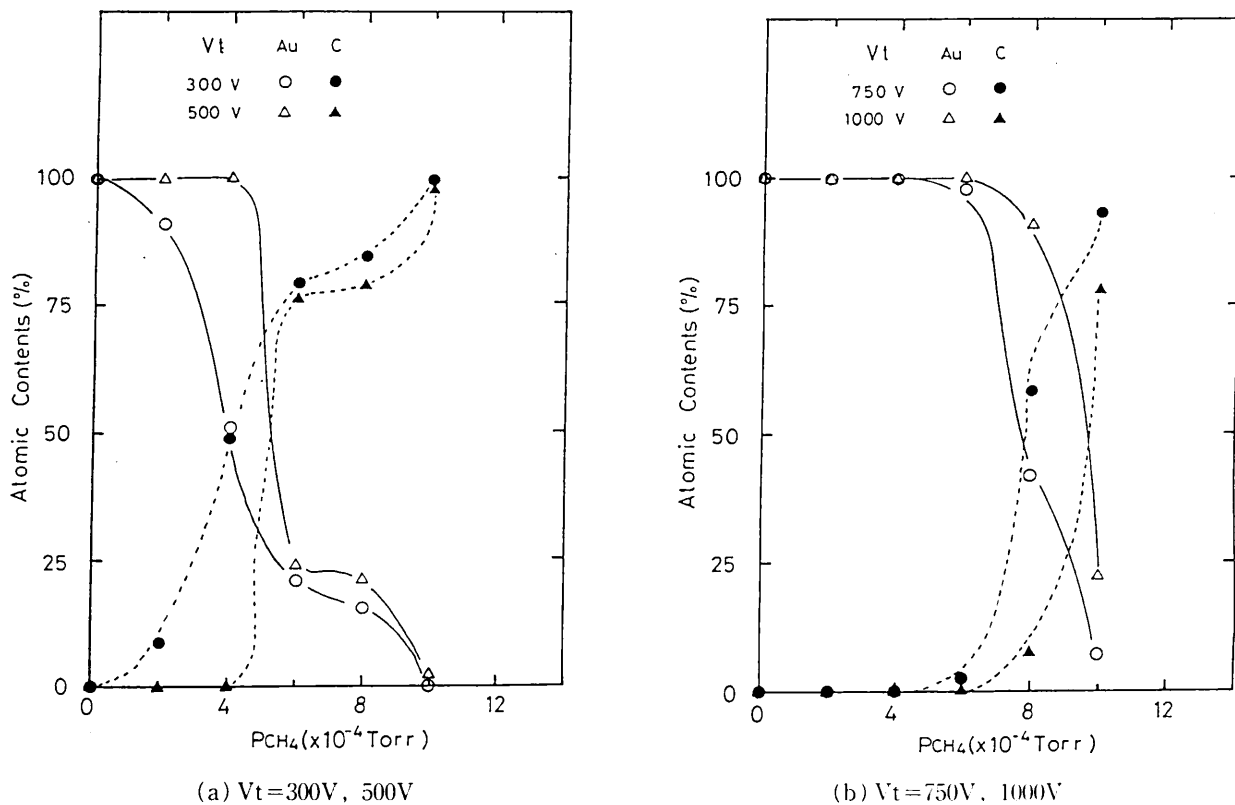 Vt Au C
300 V
500 V
100
75
50
25
0
Atomic Contents (%)
0 4 8 12
PCH4 (x10-4 Torr)
(a) Vt=300V, 500V
Vt Au C
750 V
1000 V
100
75
50
25
0
Atomic Contents (%)
0 4 8 12
PCH4 (x10-4 Torr)
(b) Vt=750V, 1000V